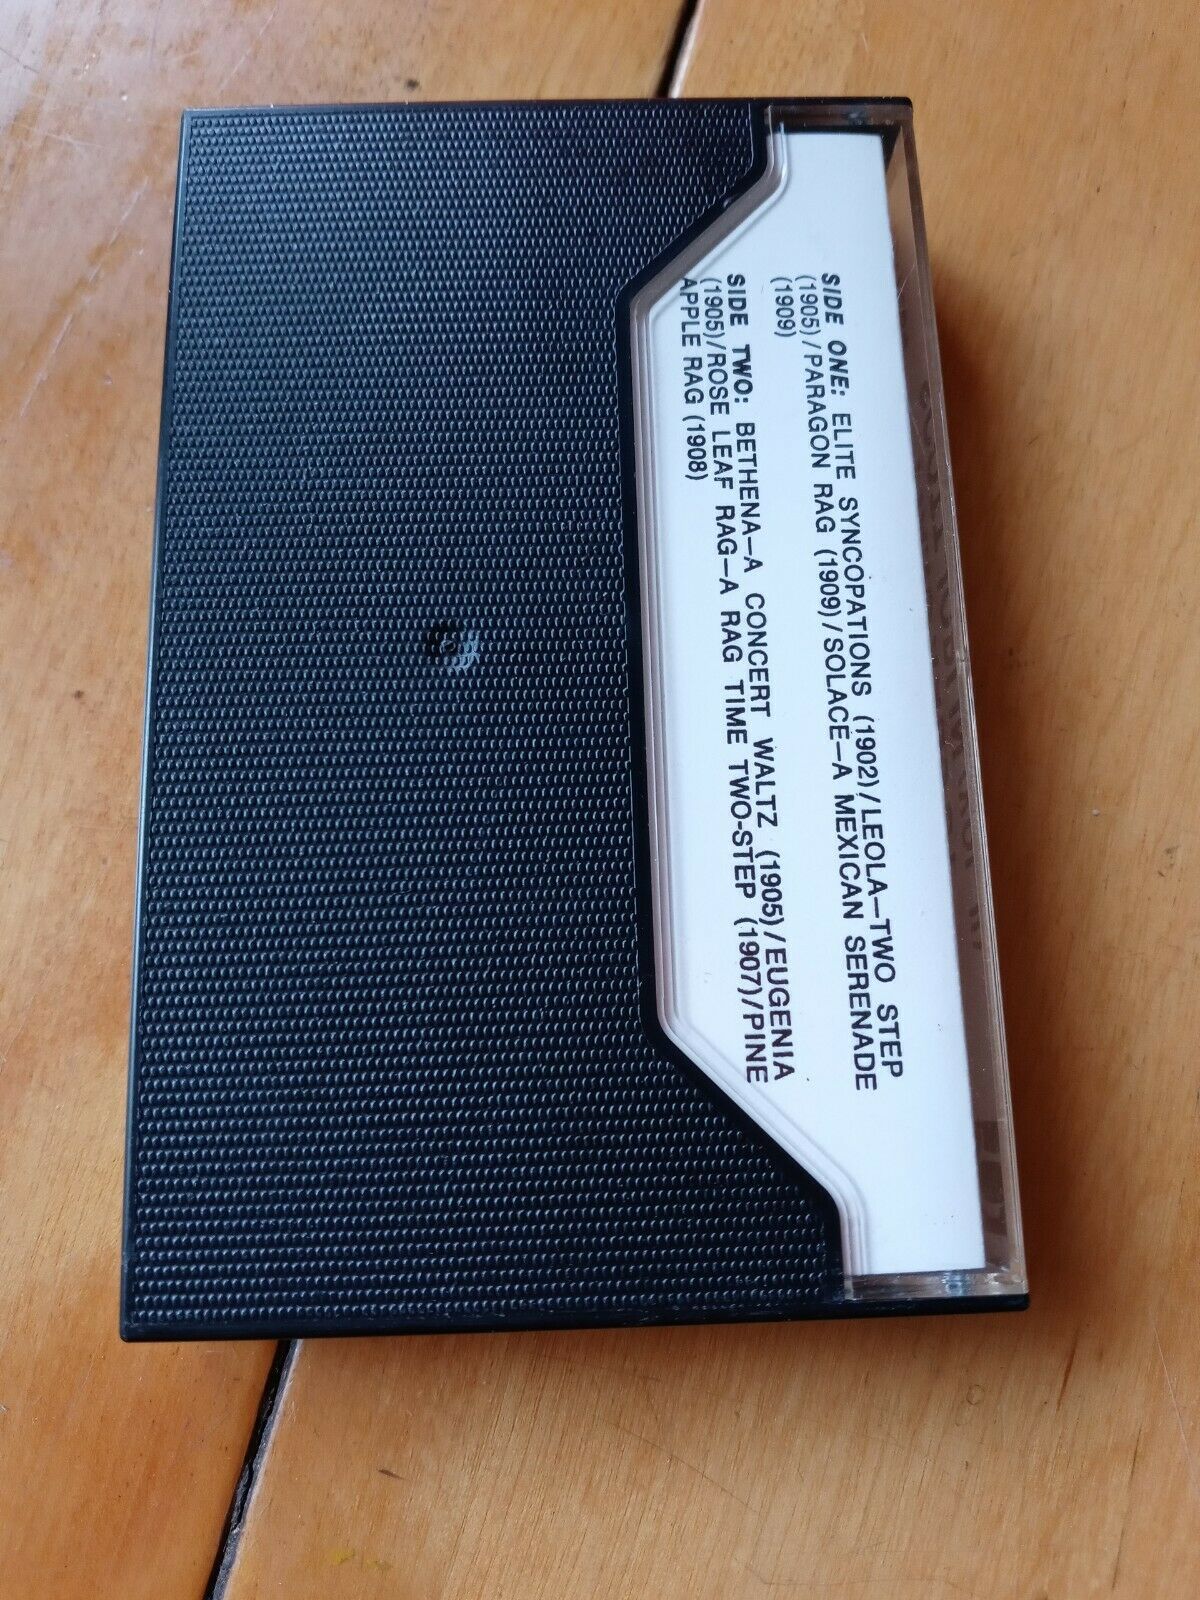 SIDE ONE: ELITE SYNCOPATIONS (1902)/LEOLA—TWO STEP
(1905)/PARAGON RAG (1909)/SOLACE—A MEXICAN SERENADE
(1909)
SIDE TWO: BETHENA—A CONCERT WALTZ (1905)/EUGENIA
(1905)/ROSE LEAF RAG—A RAG TIME TWO-STEP (1907)/PINE
APPLE RAG (1908)